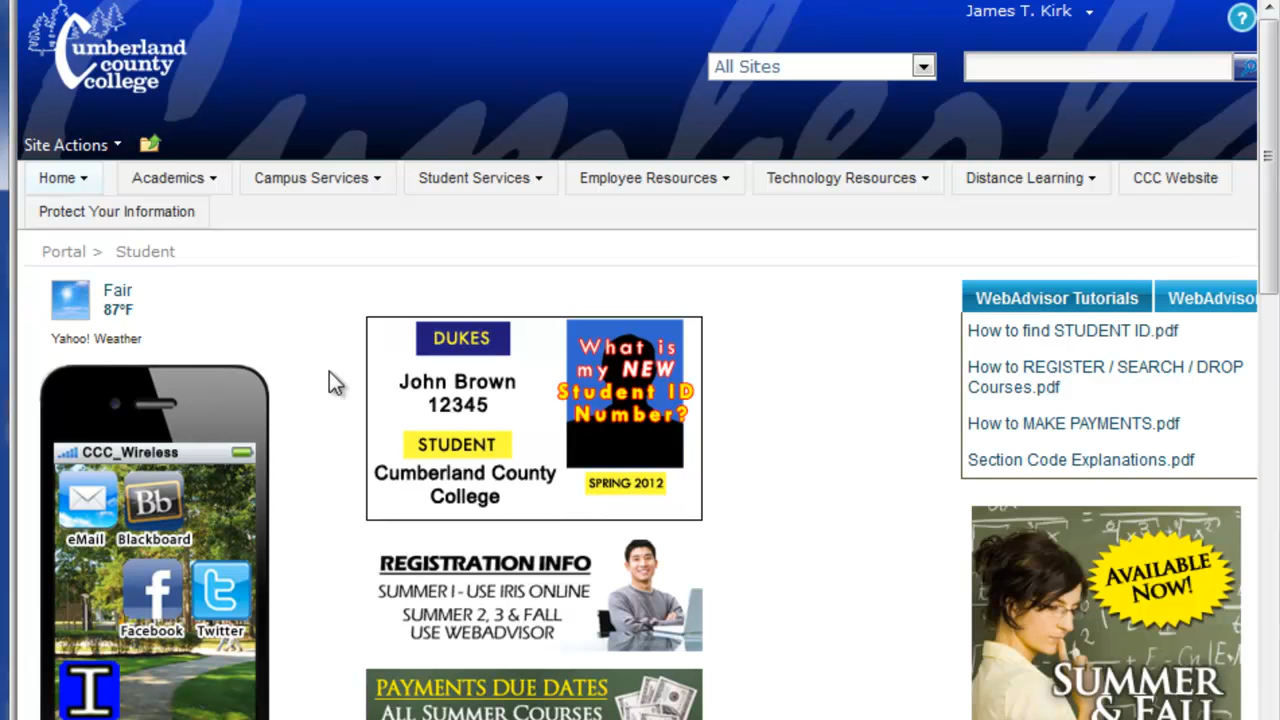 James T. Kirk
?
Cumberland
county
college
All Sites
Site Actions
Home
Academics
Campus Services
Student Services
Employee Resources
Technology Resources
Distance Learning
CCC Website
Protect Your Information
Portal > Student
Fair
87°F
Yahoo! Weather
CCC_Wireless
eMail
Bb
Blackboard
f
Facebook
t
Twitter
I
DUKES
John Brown
12345
STUDENT
Cumberland County
College
What is
my NEW
Student ID
Number?
SPRING 2012
REGISTRATION INFO
SUMMER I - USE IRIS ONLINE
SUMMER 2, 3 & FALL
USE WEBADVISOR
PAYMENTS DUE DATES
ALL SUMMER COURSES
WebAdvisor Tutorials
WebAdvisor
How to find STUDENT ID.pdf
How to REGISTER / SEARCH / DROP
Courses.pdf
How to MAKE PAYMENTS.pdf
Section Code Explanations.pdf
AVAILABLE
NOW!
SUMMER
& FALL